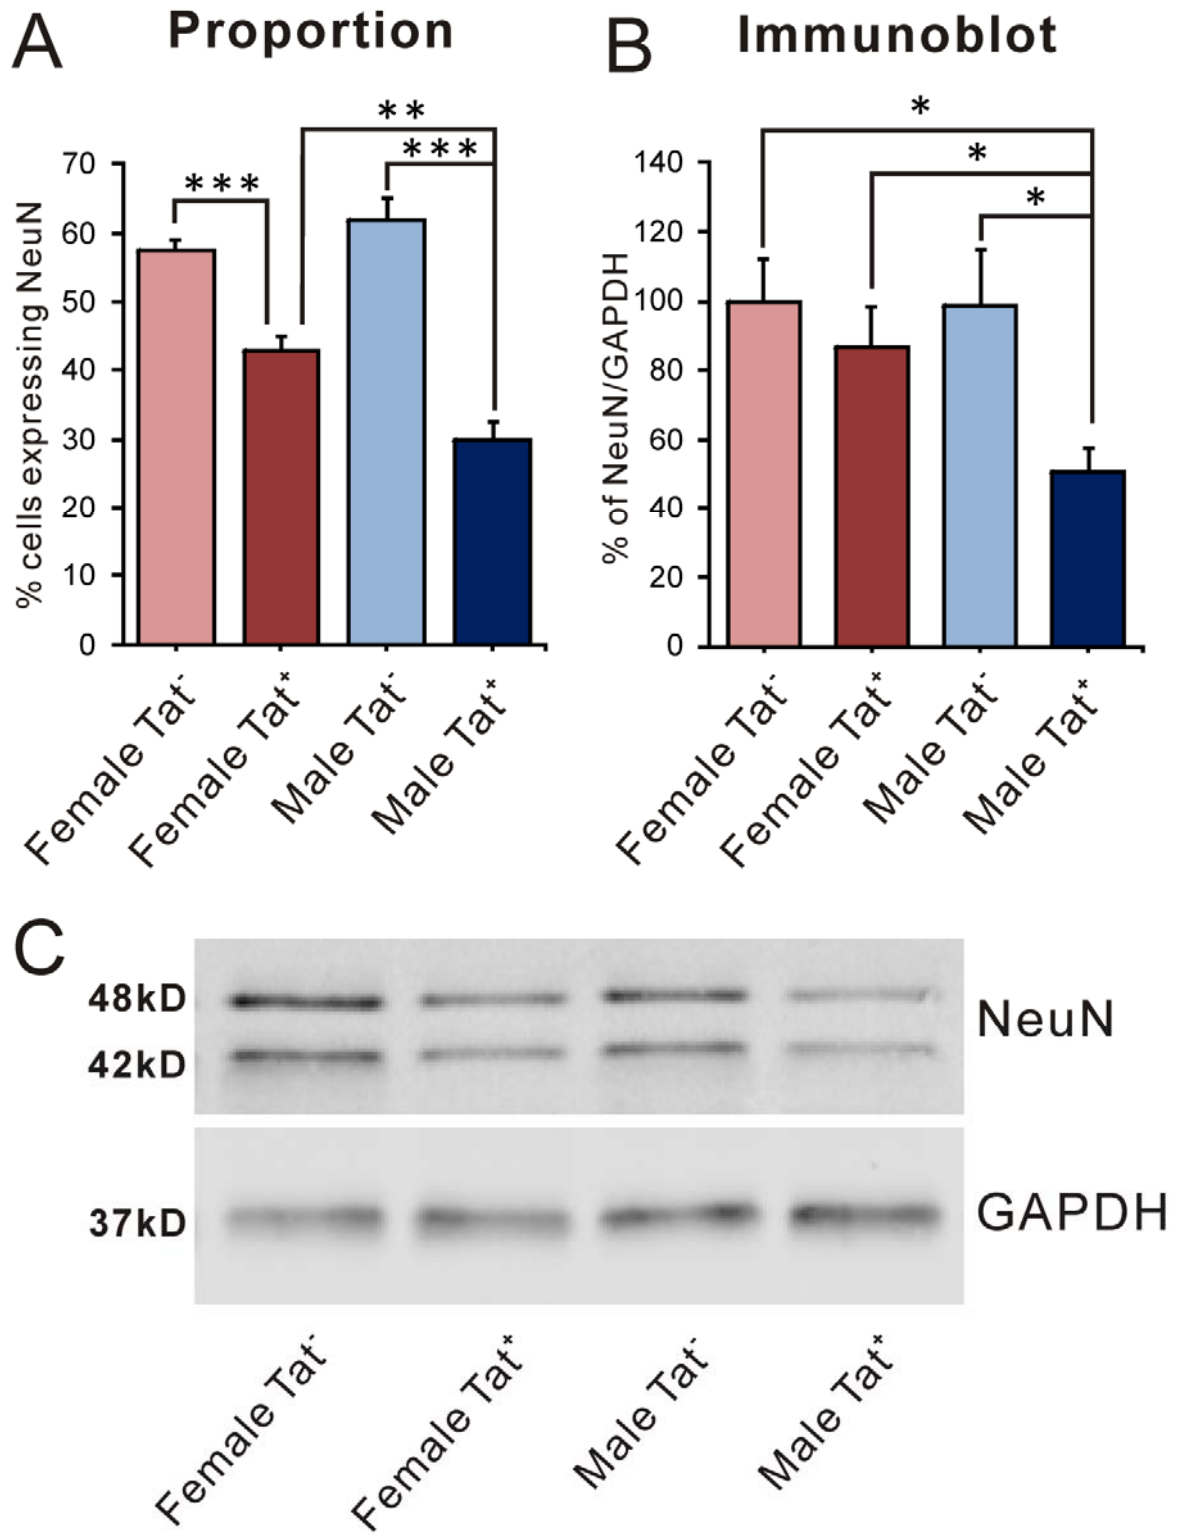 A Proportion
B Immunoblot
**
***
***
% cells expressing NeuN
70
60
50
40
30
20
10
0
Female Tat⁻
Female Tat⁺
Male Tat⁻
Male Tat⁺
*
*
*
% of NeuN/GAPDH
140
120
100
80
60
40
20
0
Female Tat⁻
Female Tat⁺
Male Tat⁻
Male Tat⁺
C
48kD
42kD
NeuN
37kD
GAPDH
Female Tat⁻
Female Tat⁺
Male Tat⁻
Male Tat⁺